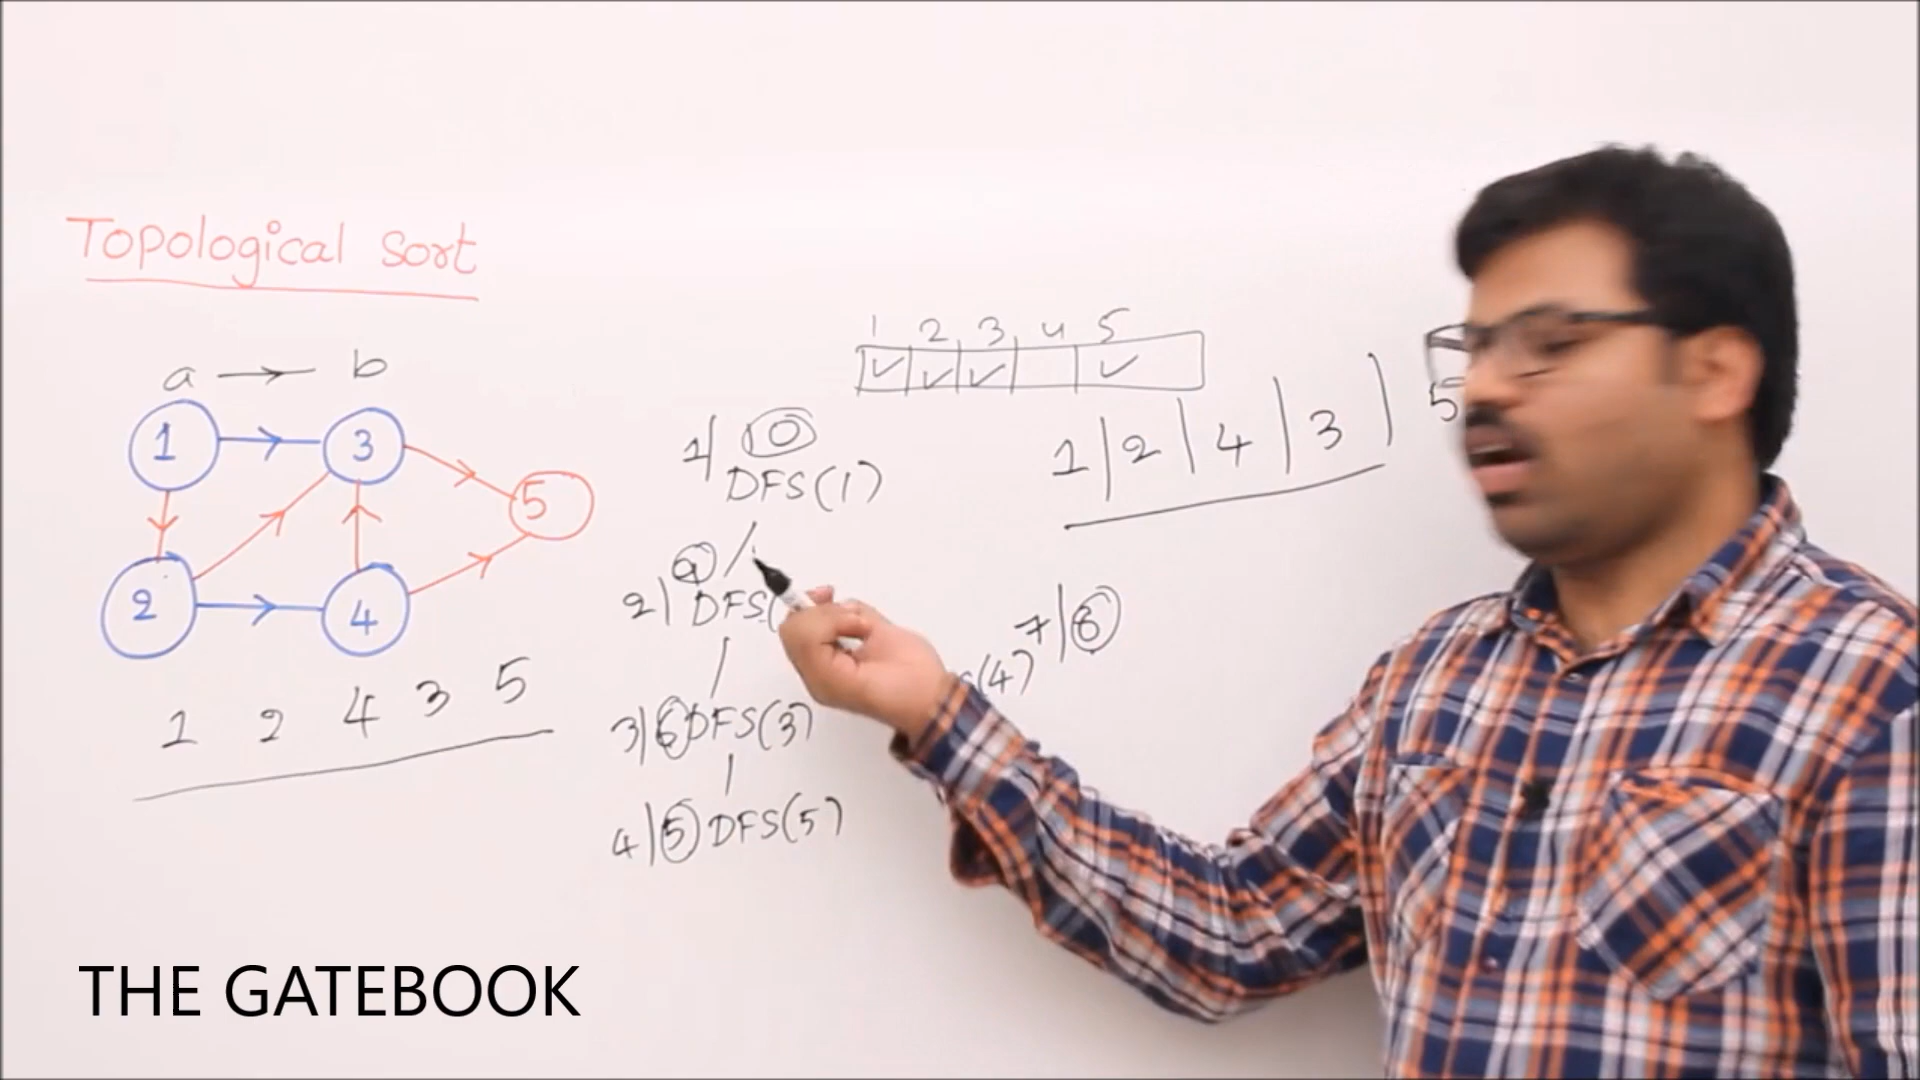 Topological Sort
a → b
1 3
5
2 4
1 2 4 3 5
1 2 3 4 5
✓ ✓ ✓ ✓
1| 10
DFS(1)
9
2| DFS(
3|6 DFS(3)
4|5 DFS(5)
(4) 7|8
1|2|4|3| 5
THE GATEBOOK